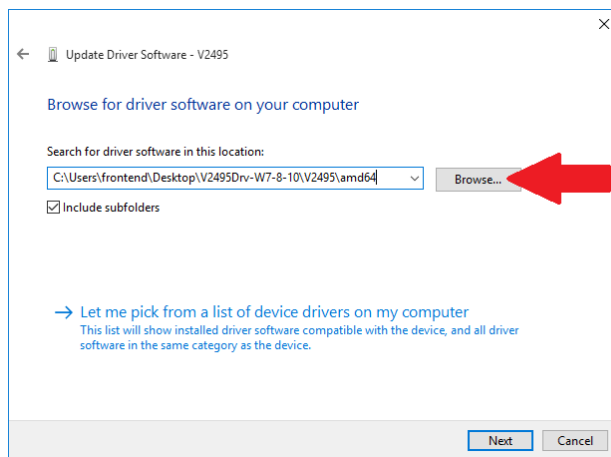 Update Driver Software - V2495
Browse for driver software on your computer
Search for driver software in this location:
C:\Users\frontend\Desktop\V2495Drv-W7-8-10\V2495\amd64
Browse...
Include subfolders
Let me pick from a list of device drivers on my computer
This list will show installed driver software compatible with the device, and all driver
software in the same category as the device.
Next
Cancel